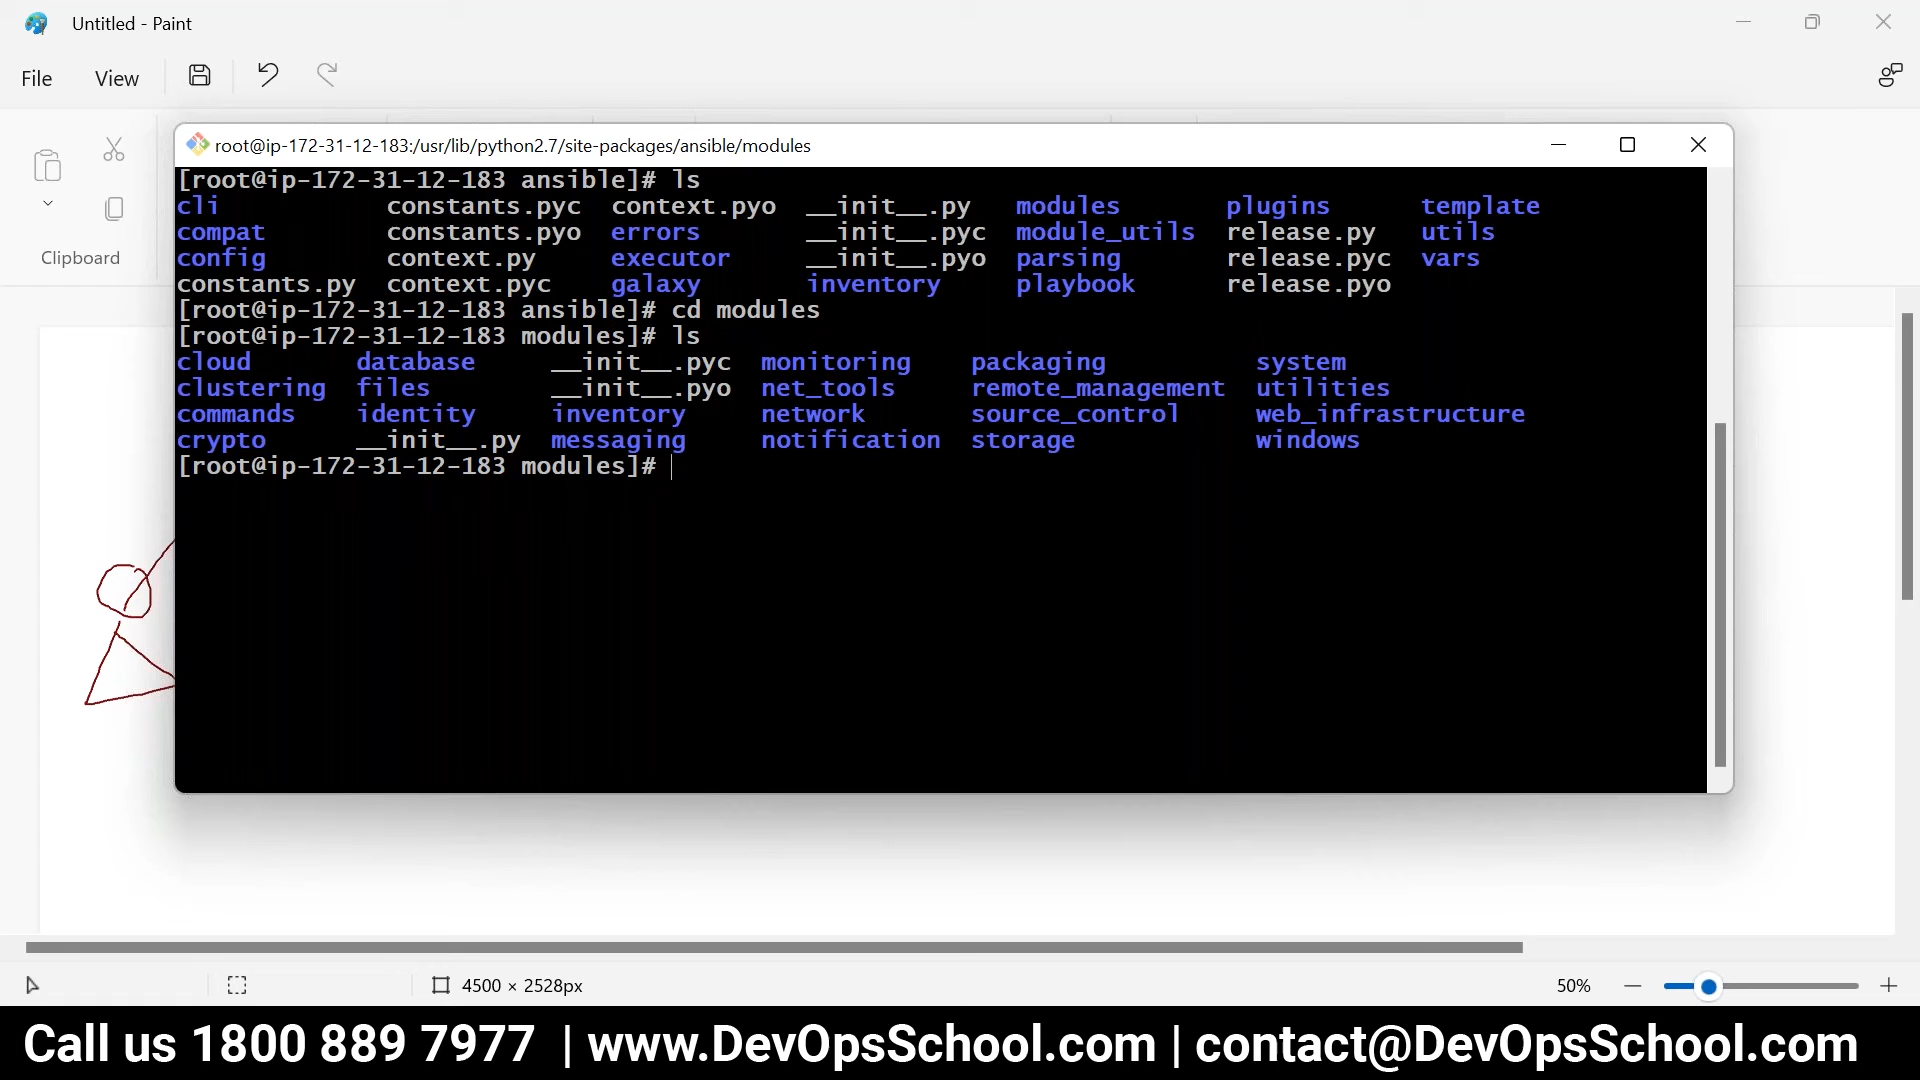 Untitled - Paint
File View
Clipboard
root@ip-172-31-12-183:/usr/lib/python2.7/site-packages/ansible/modules
[root@ip-172-31-12-183 ansible]# ls
cli constants.pyc context.pyo __init__.py modules plugins template
compat constants.pyo errors __init__.pyc module_utils release.py utils
config context.py executor __init__.pyo parsing release.pyc vars
constants.py context.pyc galaxy inventory playbook release.pyo
[root@ip-172-31-12-183 ansible]# cd modules
[root@ip-172-31-12-183 modules]# ls
cloud database __init__.pyc monitoring packaging system
clustering files __init__.pyo net_tools remote_management utilities
commands identity inventory network source_control web_infrastructure
crypto __init__.py messaging notification storage windows
[root@ip-172-31-12-183 modules]#
4500 × 2528px 50%
Call us 1800 889 7977 | www.DevOpsSchool.com | contact@DevOpsSchool.com